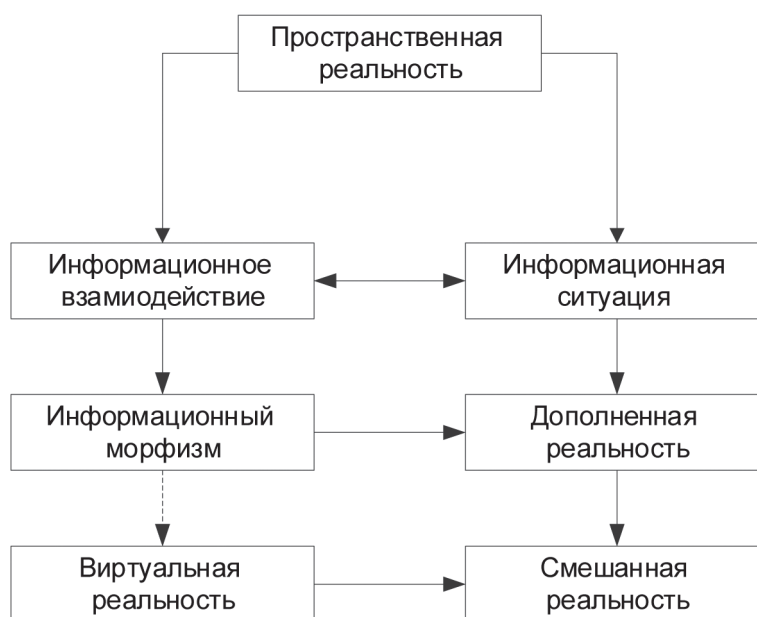 Пространственная
реальность
Информационное
взамиодействие
Информационная
ситуация
Информационный
морфизм
Дополненная
реальность
Виртуальная
реальность
Смешанная
реальность